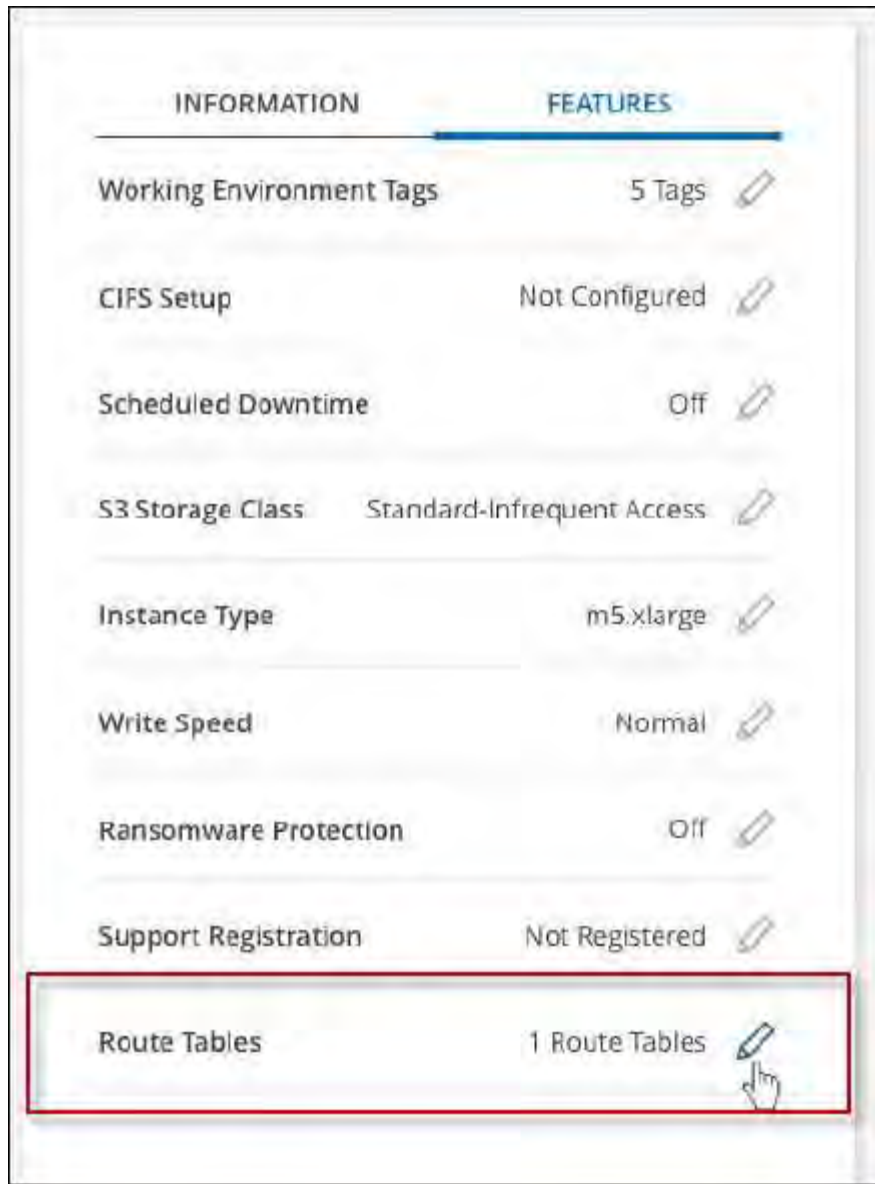 INFORMATION FEATURES
Working Environment Tags 5 Tags
CIFS Setup Not Configured
Scheduled Downtime Off
S3 Storage Class Standard-Infrequent Access
Instance Type m5.xlarge
Write Speed Normal
Ransomware Protection Off
Support Registration Not Registered
Route Tables 1 Route Tables